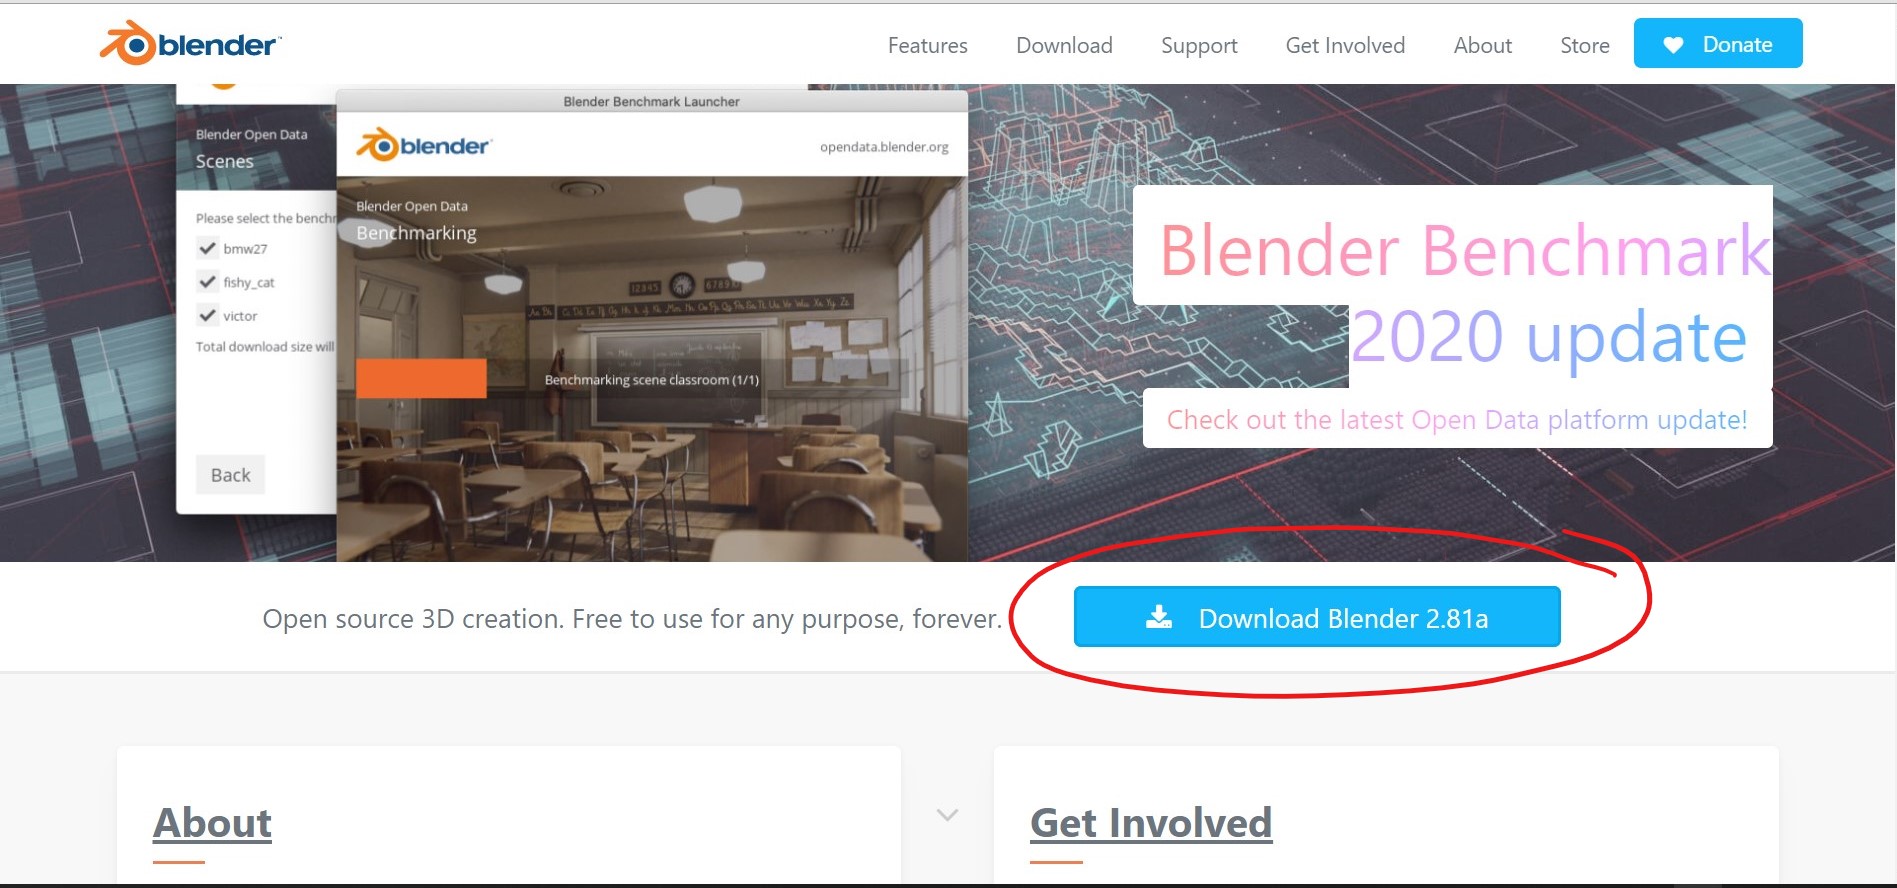 blender
Features
Download
Support
Get Involved
About
Store
Donate
Blender Open Data
Scenes
Please select the bench
bmw27
fishy_cat
victor
Total download size will
Back
Blender Benchmark Launcher
blender
opendata.blender.org
Blender Open Data
Benchmarking
Benchmarking scene classroom (1/1)
Blender Benchmark
2020 update
Check out the latest Open Data platform update!
Open source 3D creation. Free to use for any purpose, forever.
Download Blender 2.81a
About
Get Involved